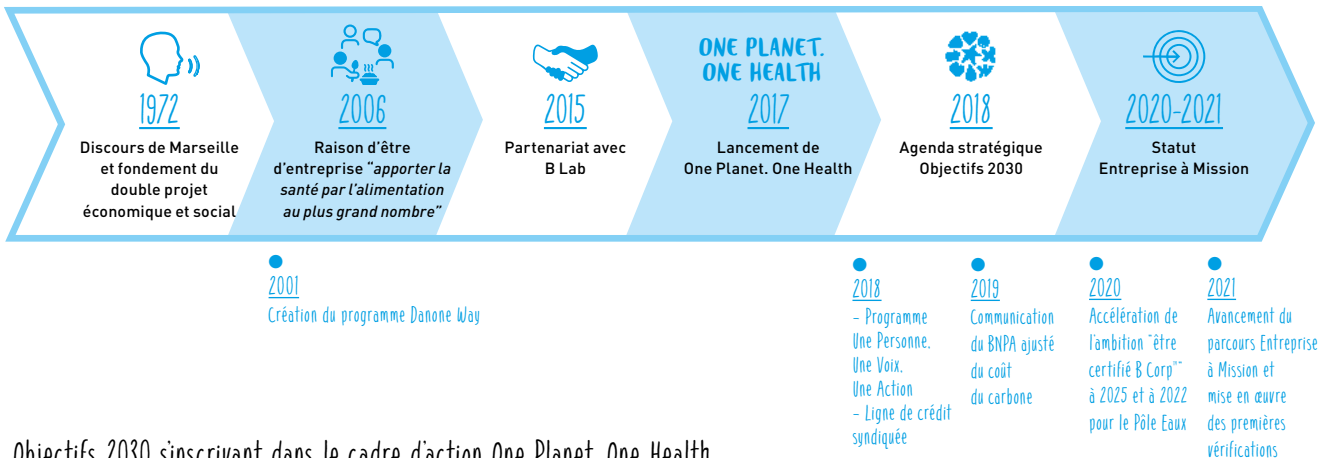 ONE PLANET.
ONE HEALTH
1972
Discours de Marseille
et fondement du
double projet
économique et social
2006
Raison d’être
d’entreprise “apporter la
santé par l’alimentation
au plus grand nombre”
2015
Partenariat avec
B Lab
2017
Lancement de
One Planet. One Health
2018
Agenda stratégique
Objectifs 2030
2020-2021
Statut
Entreprise à Mission
2001
Création du programme Danone Way
2018
– Programme
Une Personne,
Une Voix,
Une Action
– Ligne de crédit
syndiquée
2019
Communication
du BNPA ajusté
du coût
du carbone
2020
Accélération de
l’ambition “être
certifié B Corp™”
à 2025 et à 2022
pour le Pôle Eaux
2021
Avancement du
parcours Entreprise
à Mission et
mise en œuvre
des premières
vérifications
Objectifs 2030 s’inscrivant dans le cadre d’action One Planet. One Health